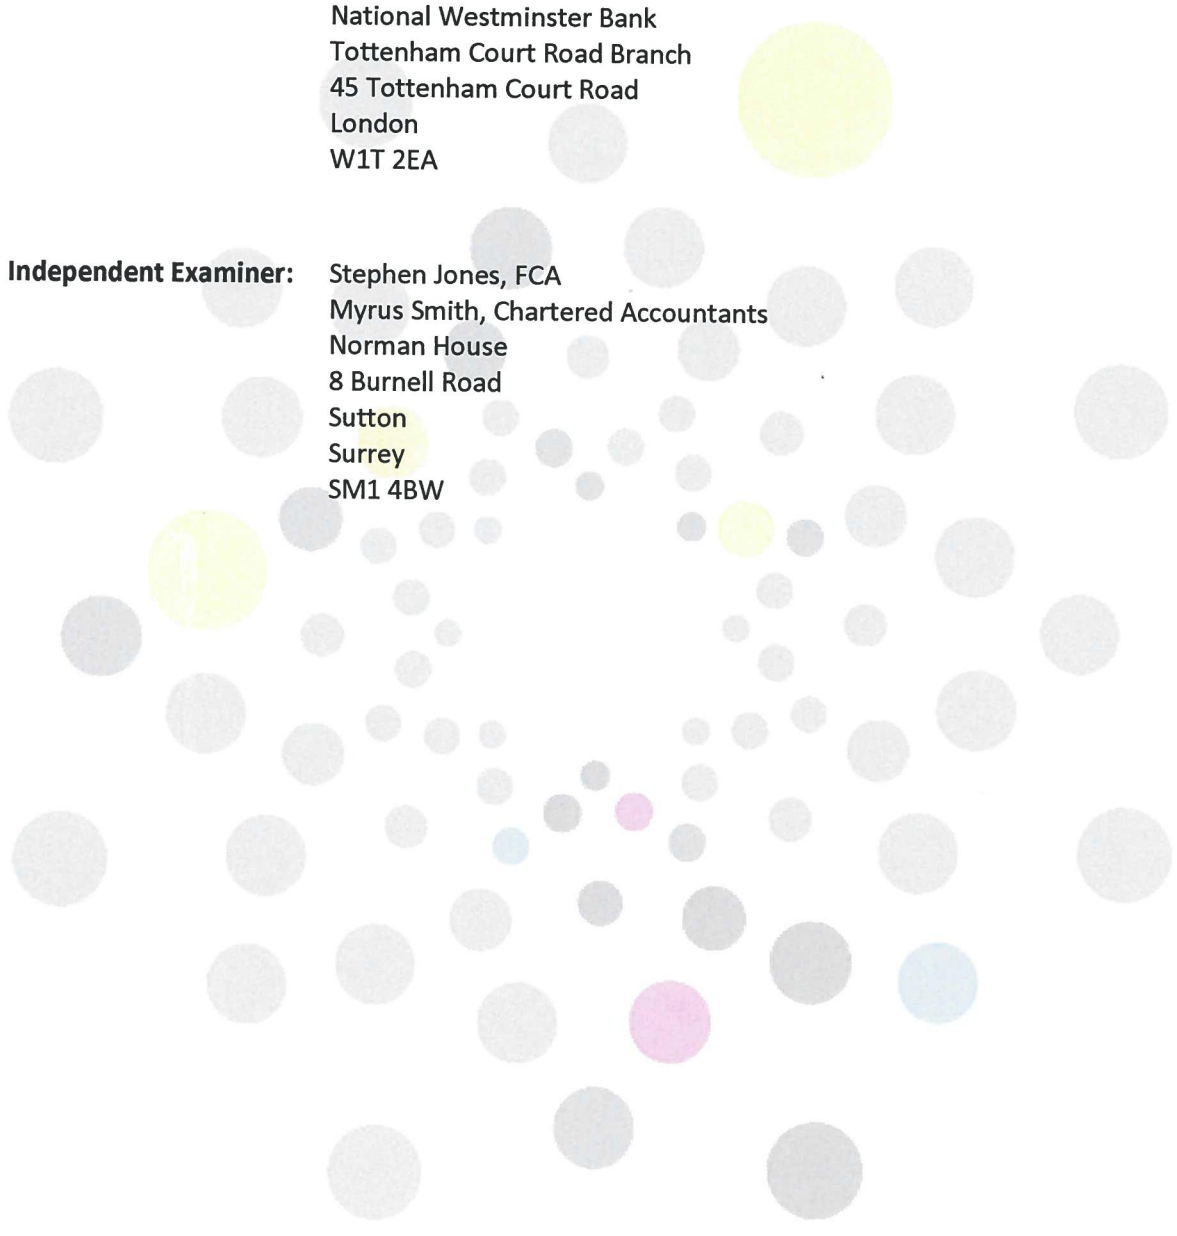 National Westminster Bank
Tottenham Court Road Branch
45 Tottenham Court Road
London
W1T 2EA
Independent Examiner: Stephen Jones, FCA
Myrus Smith, Chartered Accountants
Norman House
8 Burnell Road
Sutton
Surrey
SM1 4BW